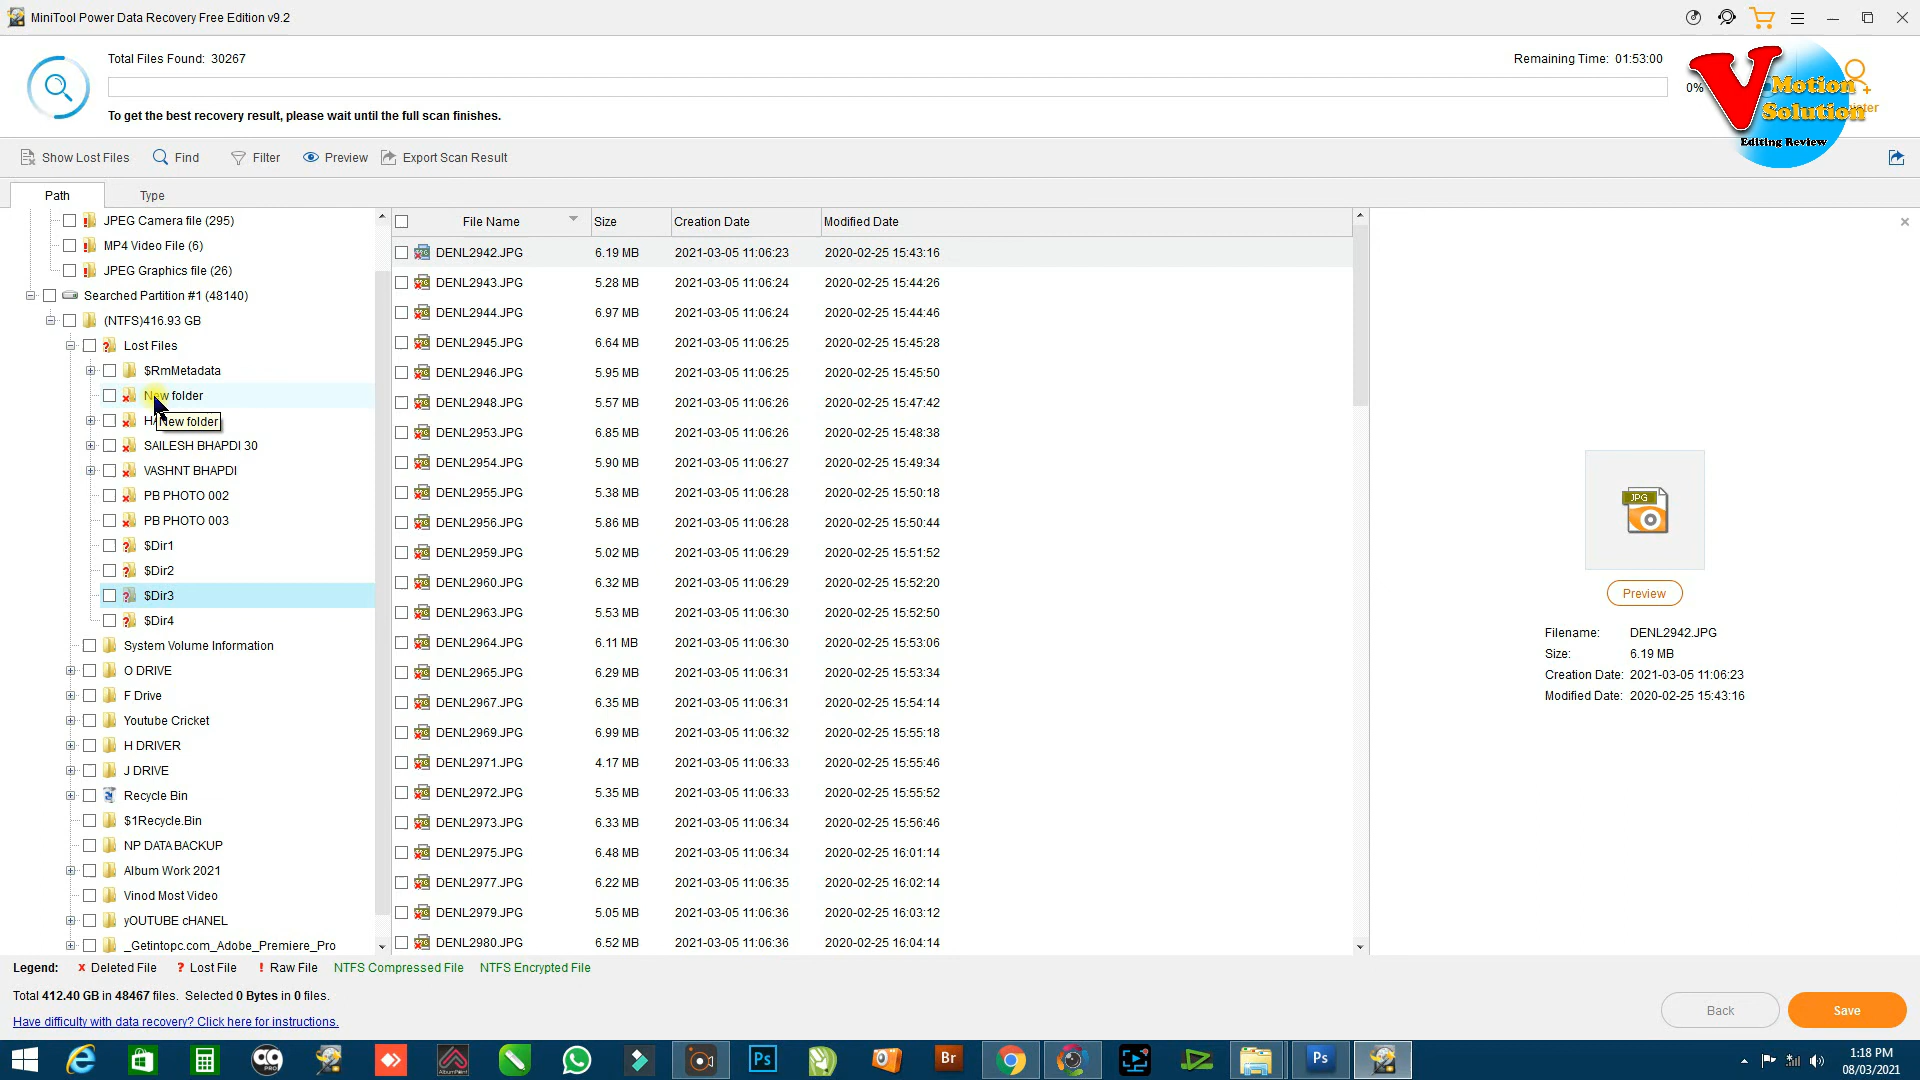 MiniTool Power Data Recovery Free Edition v9.2
Total Files Found: 30267
Remaining Time: 01:53:00
0%
To get the best recovery result, please wait until the full scan finishes.
V Motion Solution
Editing Review
Show Lost Files Find Filter Preview Export Scan Result
Path Type
JPEG Camera file (295)
MP4 Video File (6)
JPEG Graphics file (26)
Searched Partition #1 (48140)
(NTFS)416.93 GB
Lost Files
$RmMetadata
New folder
New folder
SAILESH BHAPDI 30
VASHNT BHAPDI
PB PHOTO 002
PB PHOTO 003
$Dir1
$Dir2
$Dir3
$Dir4
System Volume Information
O DRIVE
F Drive
Youtube Cricket
H DRIVER
J DRIVE
Recycle Bin
$1Recycle.Bin
NP DATA BACKUP
Album Work 2021
Vinod Most Video
yOUTUBE cHANEL
_Getintopc.com_Adobe_Premiere_Pro
File Name Size Creation Date Modified Date
DENL2942.JPG 6.19 MB 2021-03-05 11:06:23 2020-02-25 15:43:16
DENL2943.JPG 5.28 MB 2021-03-05 11:06:24 2020-02-25 15:44:26
DENL2944.JPG 6.97 MB 2021-03-05 11:06:24 2020-02-25 15:44:46
DENL2945.JPG 6.64 MB 2021-03-05 11:06:25 2020-02-25 15:45:28
DENL2946.JPG 5.95 MB 2021-03-05 11:06:25 2020-02-25 15:45:50
DENL2948.JPG 5.57 MB 2021-03-05 11:06:26 2020-02-25 15:47:42
DENL2953.JPG 6.85 MB 2021-03-05 11:06:26 2020-02-25 15:48:38
DENL2954.JPG 5.90 MB 2021-03-05 11:06:27 2020-02-25 15:49:34
DENL2955.JPG 5.38 MB 2021-03-05 11:06:28 2020-02-25 15:50:18
DENL2956.JPG 5.86 MB 2021-03-05 11:06:28 2020-02-25 15:50:44
DENL2959.JPG 5.02 MB 2021-03-05 11:06:29 2020-02-25 15:51:52
DENL2960.JPG 6.32 MB 2021-03-05 11:06:29 2020-02-25 15:52:20
DENL2963.JPG 5.53 MB 2021-03-05 11:06:30 2020-02-25 15:52:50
DENL2964.JPG 6.11 MB 2021-03-05 11:06:30 2020-02-25 15:53:06
DENL2965.JPG 6.29 MB 2021-03-05 11:06:31 2020-02-25 15:53:34
DENL2967.JPG 6.35 MB 2021-03-05 11:06:31 2020-02-25 15:54:14
DENL2969.JPG 6.99 MB 2021-03-05 11:06:32 2020-02-25 15:55:18
DENL2971.JPG 4.17 MB 2021-03-05 11:06:33 2020-02-25 15:55:46
DENL2972.JPG 5.35 MB 2021-03-05 11:06:33 2020-02-25 15:55:52
DENL2973.JPG 6.33 MB 2021-03-05 11:06:34 2020-02-25 15:56:46
DENL2975.JPG 6.48 MB 2021-03-05 11:06:34 2020-02-25 16:01:14
DENL2977.JPG 6.22 MB 2021-03-05 11:06:35 2020-02-25 16:02:14
DENL2979.JPG 5.05 MB 2021-03-05 11:06:36 2020-02-25 16:03:12
DENL2980.JPG 6.52 MB 2021-03-05 11:06:36 2020-02-25 16:04:14
JPG
Preview
Filename: DENL2942.JPG
Size: 6.19 MB
Creation Date: 2021-03-05 11:06:23
Modified Date: 2020-02-25 15:43:16
Legend: x Deleted File ? Lost File ! Raw File NTFS Compressed File NTFS Encrypted File
Total 412.40 GB in 48467 files. Selected 0 Bytes in 0 files.
Have difficulty with data recovery? Click here for instructions.
Back Save
Ps Br Ps
1:18 PM
08/03/2021